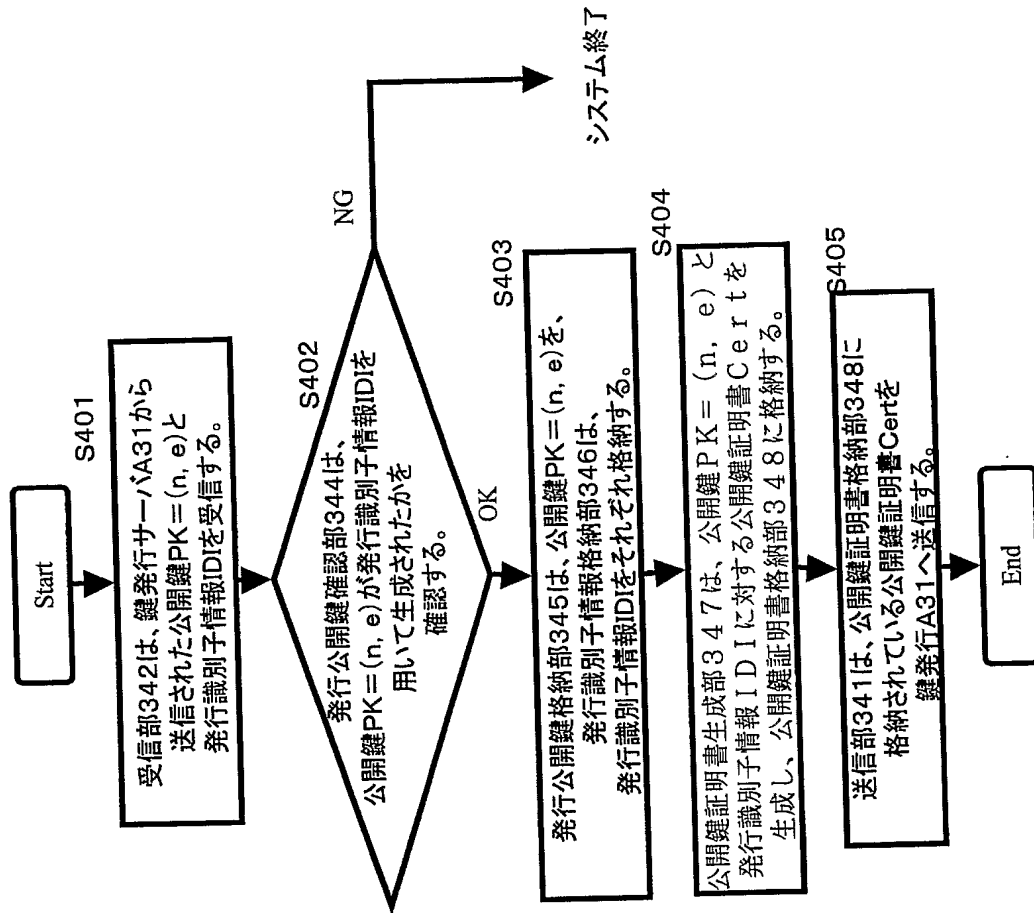 Start
S401
受信部342は、鍵発行サーバA31から
送信された公開鍵PK=(n, e)と
発行識別子情報IDIを受信する。
S402
発行公開鍵確認部344は、
公開鍵PK=(n, e)が発行識別子情報IDIを
用いて生成されたかを
確認する。
NG
システム終了
OK
S403
発行公開鍵格納部345は、公開鍵PK=(n, e)を、
発行識別子情報格納部346は、
発行識別子情報IDIをそれぞれ格納する。
S404
公開鍵証明書生成部347は、公開鍵PK=(n, e)と
発行識別子情報IDIに対する公開鍵証明書Certを
生成し、公開鍵証明書格納部348に格納する。
S405
送信部341は、公開鍵証明書格納部348に
格納されている公開鍵証明書Certを
鍵発行A31へ送信する。
End